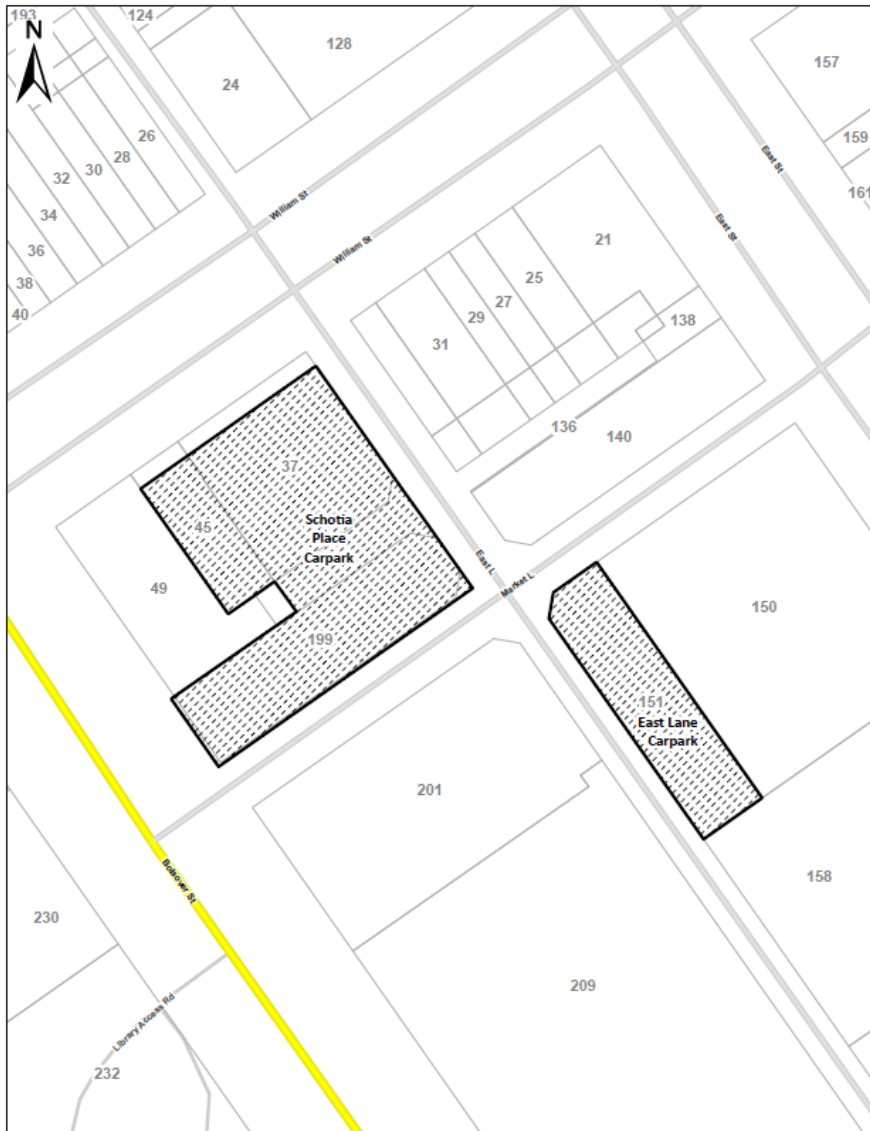 193
124
N
128
157
24
26
28
30
32
34
36
38
40
159
161
East St
William St
East St
William St
21
25
27
29
31
138
136
140
37
45
Schotia
Place
Carpark
49
East L
Market L
150
199
151
East Lane
Carpark
201
158
Bolsover St
230
209
Library Access Rd
232